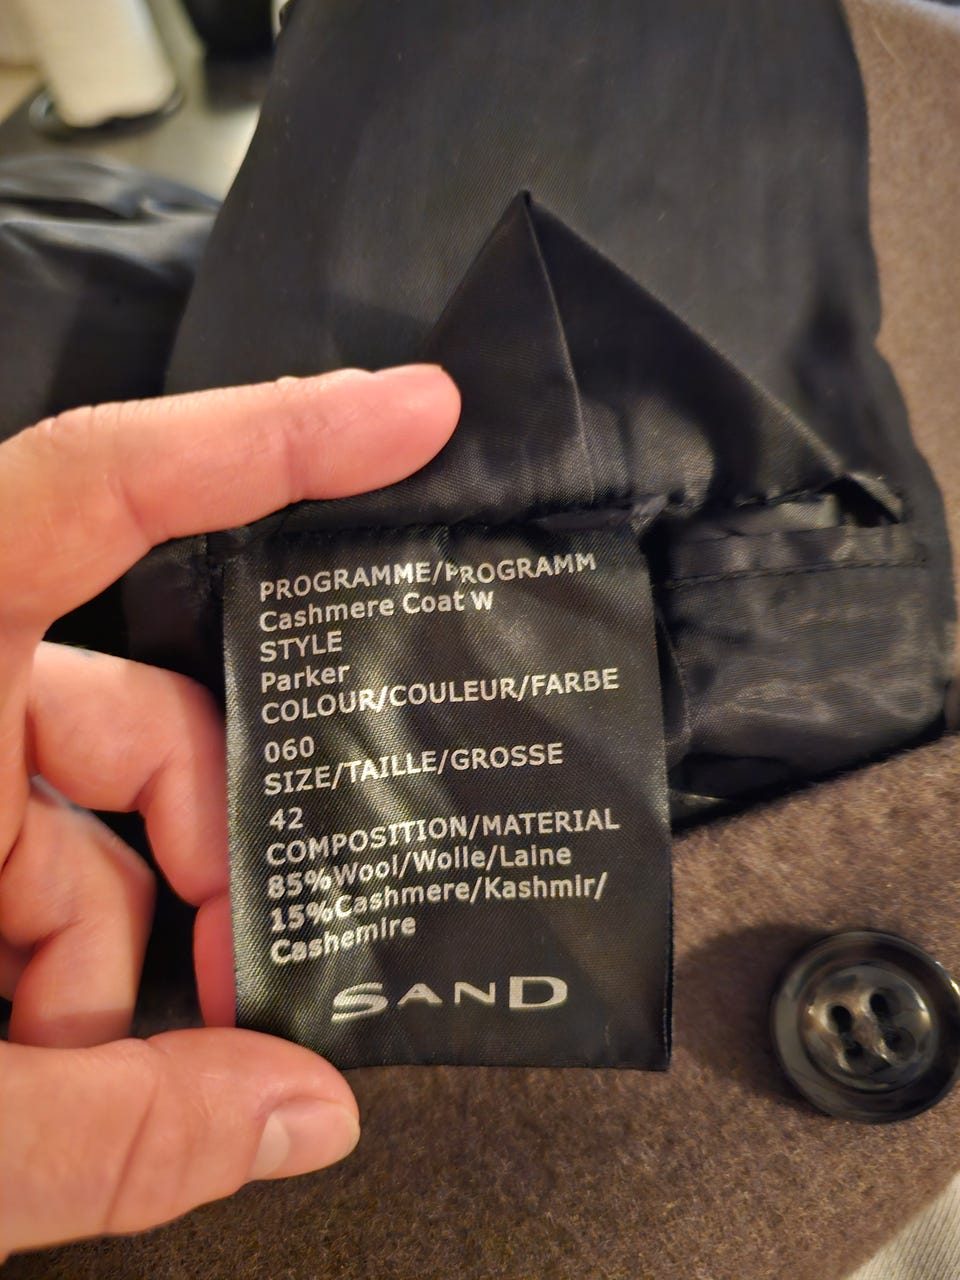 PROGRAMME/PROGRAMM
Cashmere Coat W
STYLE
Parker
COLOUR/COULEUR/FARBE
060
SIZE/TAILLE/GROSSE
42
COMPOSITION/MATERIAL
85%Wool/Wolle/Laine
15%Cashmere/Kashmir/
Cashemire
SAND